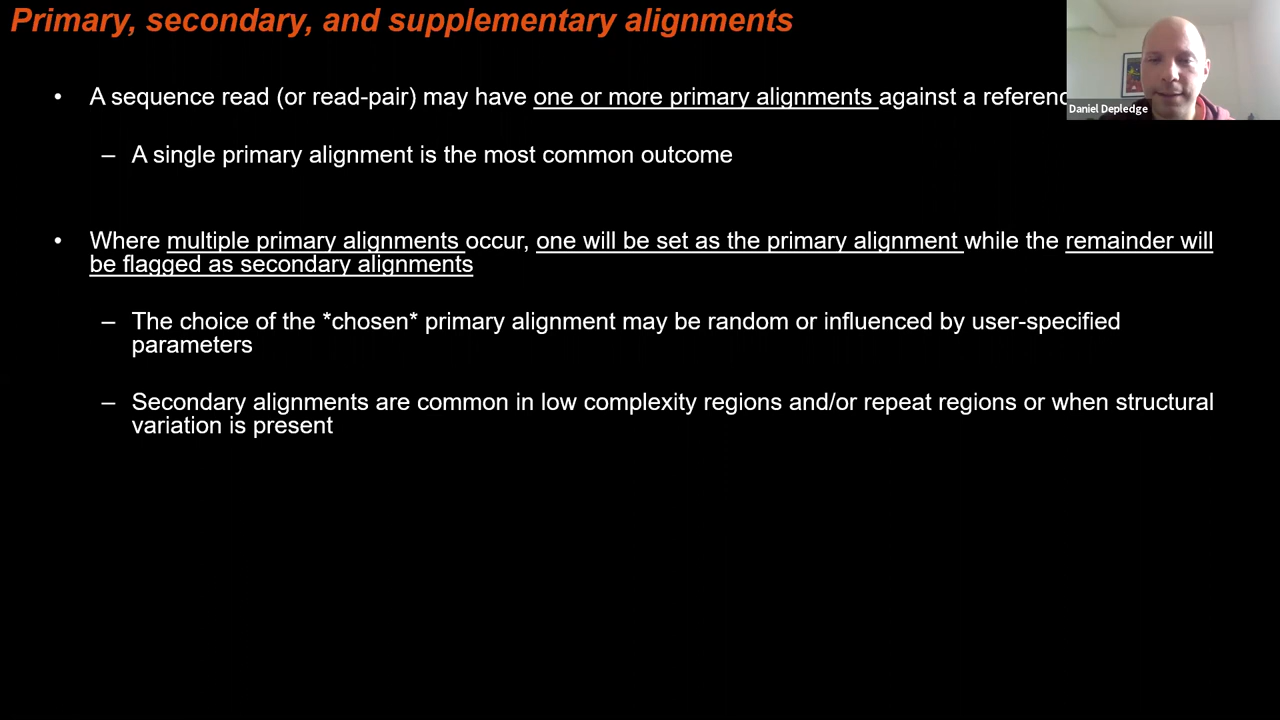 Primary, secondary, and supplementary alignments
• A sequence read (or read-pair) may have one or more primary alignments against a
Daniel Depledge
– A single primary alignment is the most common outcome
• Where multiple primary alignments occur, one will be set as the primary alignment while the remainder will
be flagged as secondary alignments
– The choice of the *chosen* primary alignment may be random or influenced by user-specified
parameters
– Secondary alignments are common in low complexity regions and/or repeat regions or when structural
variation is present